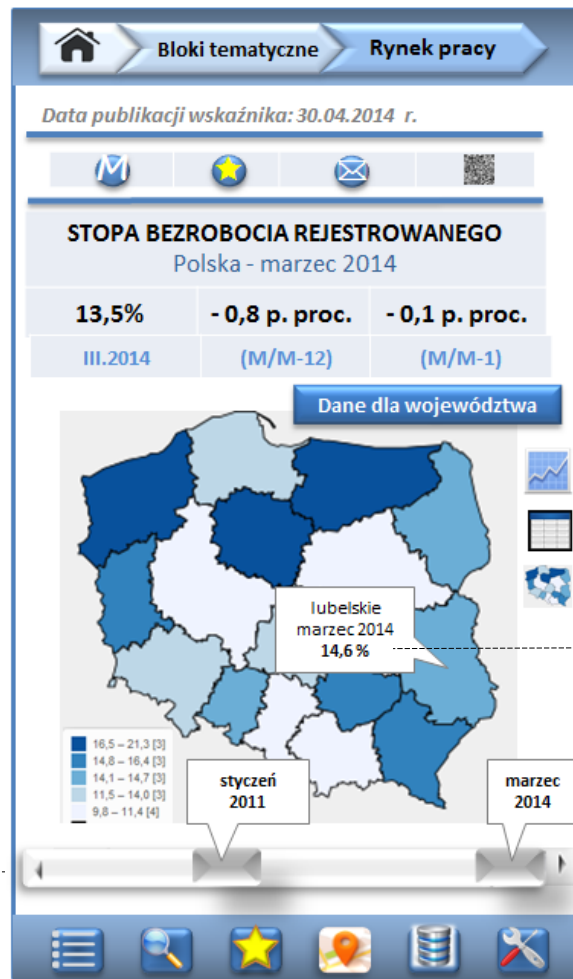 Bloki tematyczne
Rynek pracy
Data publikacji wskaźnika: 30.04.2014 r.
M
STOPA BEZROBOCIA REJESTROWANEGO
Polska - marzec 2014
13,5% - 0,8 p. proc. - 0,1 p. proc.
III.2014 (M/M-12) (M/M-1)
Dane dla województwa
lubelskie
marzec 2014
14,6 %
16,5 – 21,3 [3]
14,8 – 16,4 [3]
14,1 – 14,7 [3]
11,5 – 14,0 [3]
9,8 – 11,4 [4]
styczeń
2011
marzec
2014